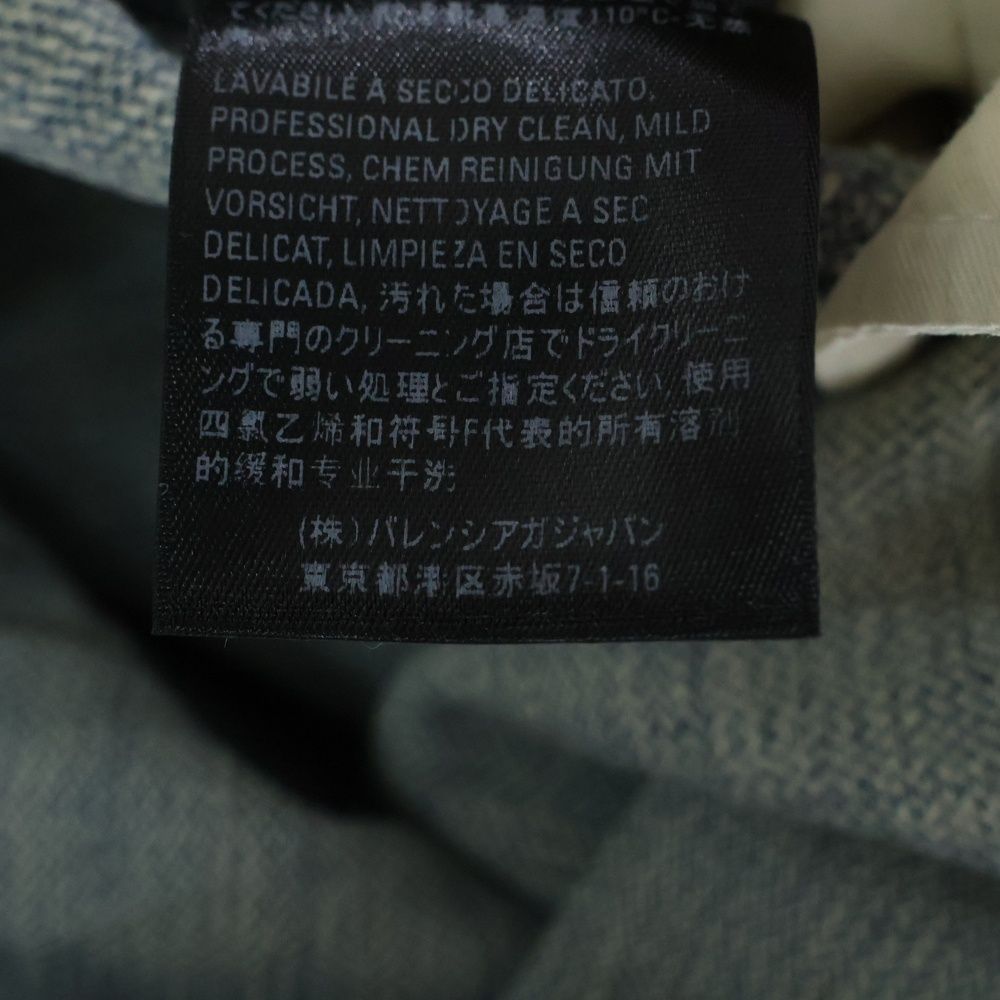 110°C-
LAVABILE A SECCO DELICATO,
PROFESSIONAL DRY CLEAN, MILD
PROCESS, CHEM REINIGUNG MIT
VORSICHT, NETTOYAGE A SEC
DELICAT, LIMPIEZA EN SECO
DELICADA, 汚れた場合は信頼のおけ
る専門のクリーニング店でドライクリーニ
ングで弱い処理とご指定ください, 使用
四氯乙烯和符号F代表的所有溶剂
的缓和专业干洗
(株)バレンシアガジャパン
東京都港区赤坂7-1-16